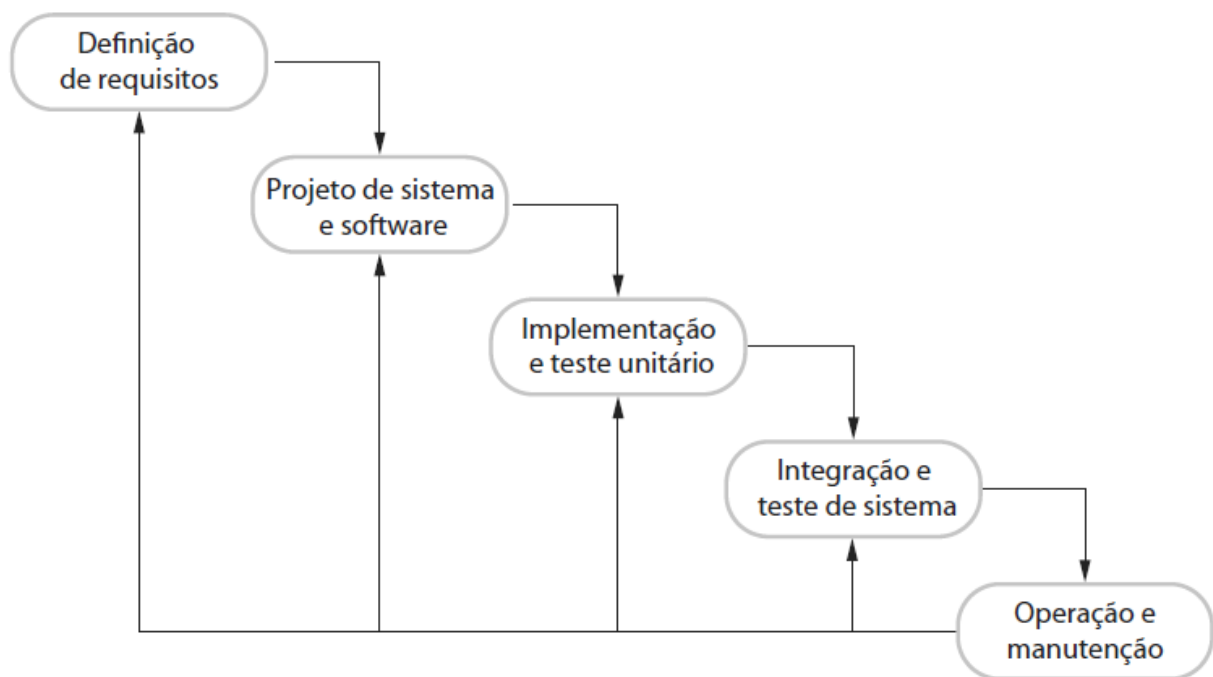 Definição
de requisitos
Projeto de sistema
e software
Implementação
e teste unitário
Integração e
teste de sistema
Operação e
manutenção